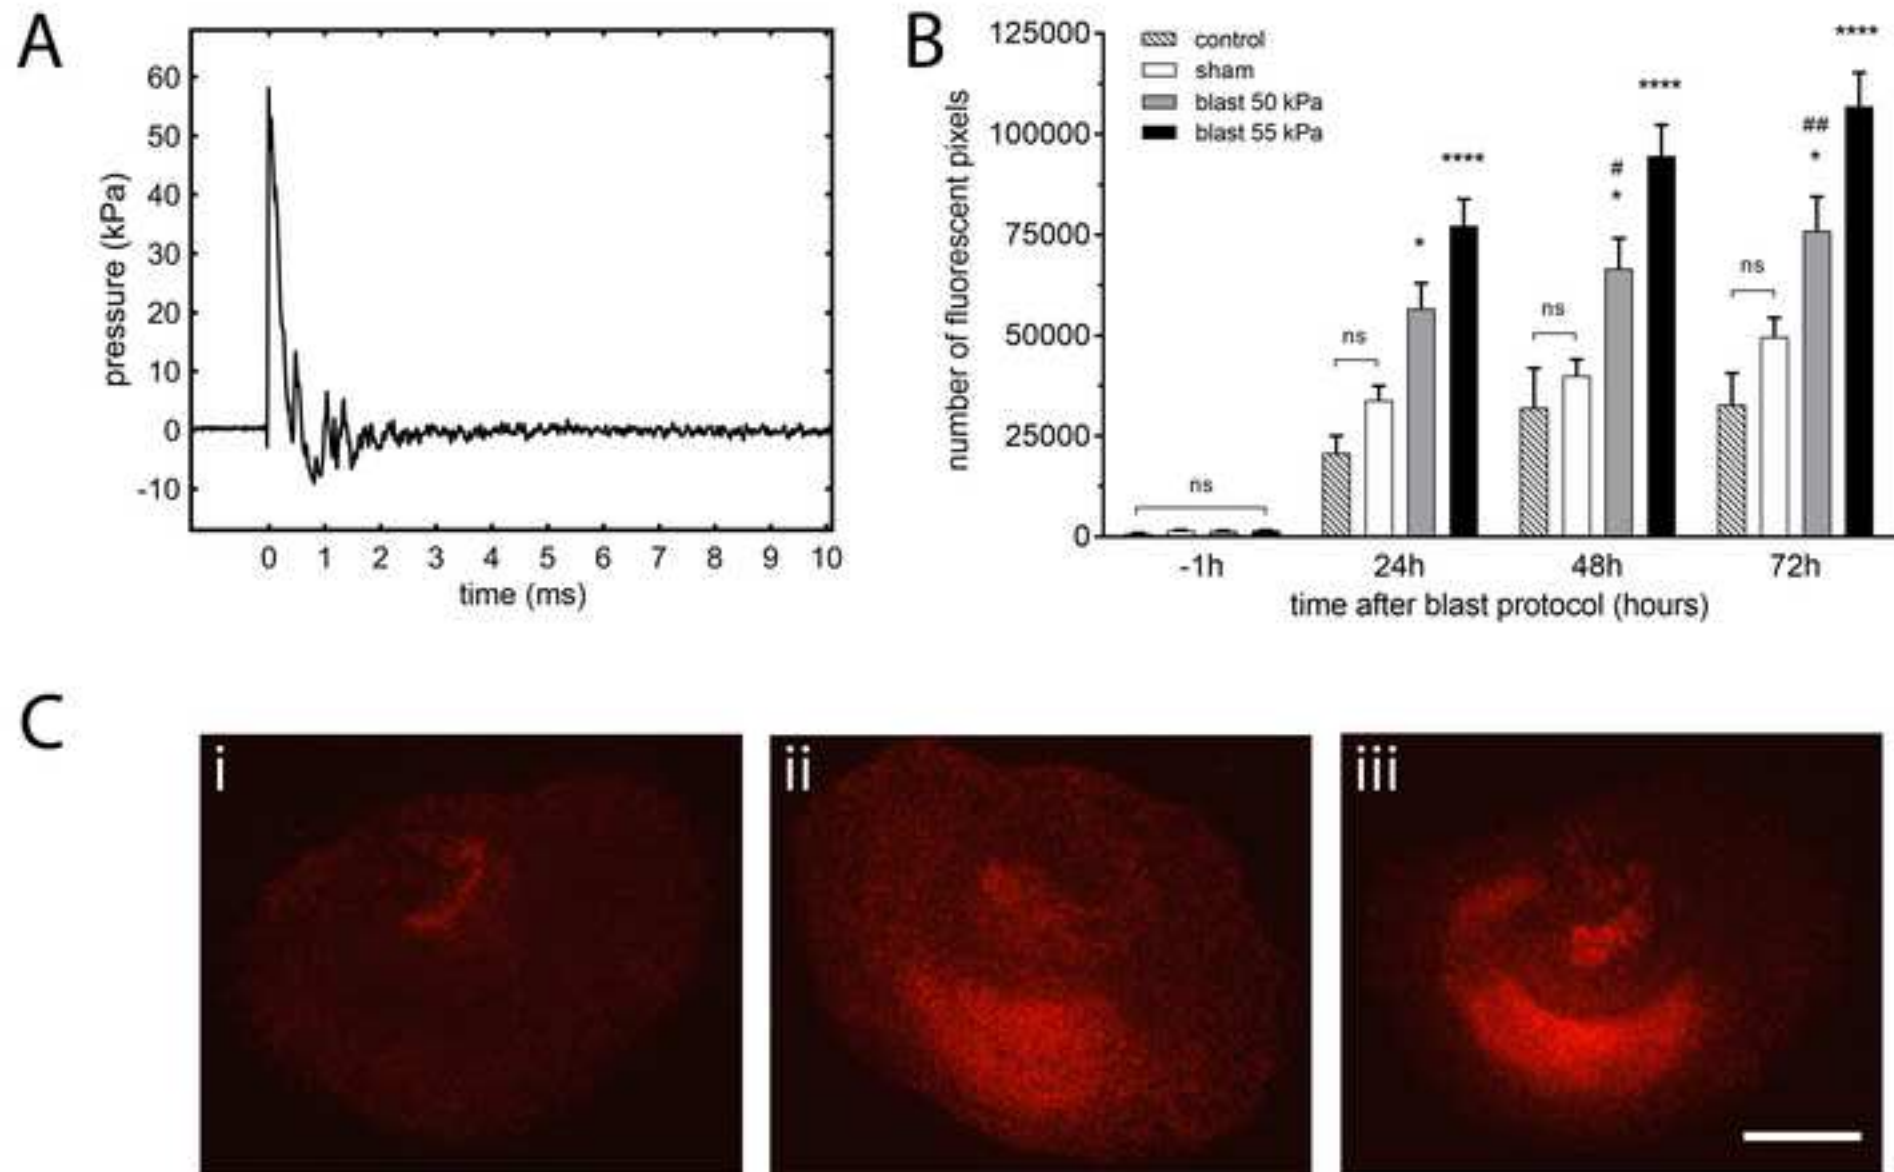 A
pressure (kPa)
60
50
40
30
20
10
0
-10
0 1 2 3 4 5 6 7 8 9 10
time (ms)
B
number of fluorescent pixels
125000
100000
75000
50000
25000
0
control
sham
blast 50 kPa
blast 55 kPa
ns
ns
*
****
ns
#
*
****
ns
##
*
****
-1h 24h 48h 72h
time after blast protocol (hours)
C
i
ii
iii